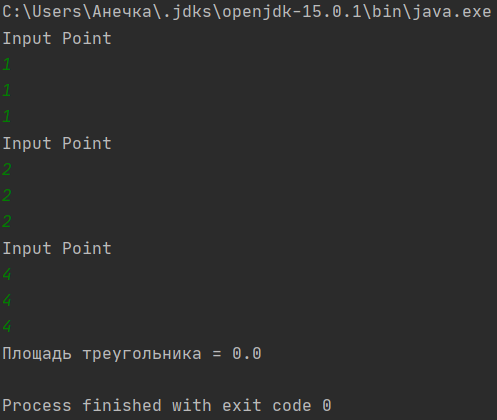 C:\Users\Анечка\.jdks\openjdk-15.0.1\bin\java.exe
Input Point
1
1
1
Input Point
2
2
2
Input Point
4
4
4
Площадь треугольника = 0.0
Process finished with exit code 0